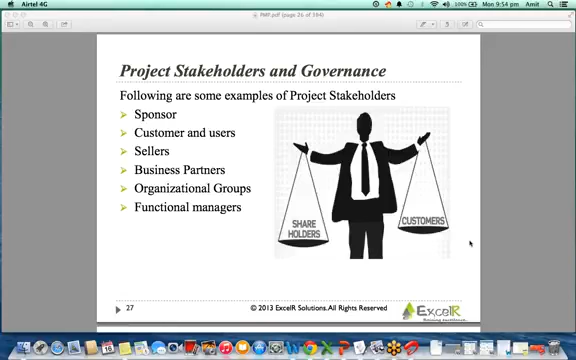 Airtel 4G
100%
Mon 9:54 pm Amit
PMP.pdf (page 26 of 394)
Project Stakeholders and Governance
Following are some examples of Project Stakeholders
Sponsor
Customer and users
Sellers
Business Partners
Organizational Groups
Functional managers
SHARE
HOLDERS
CUSTOMERS
27
© 2013 ExcelR Solutions. All Rights Reserved
ExcelR